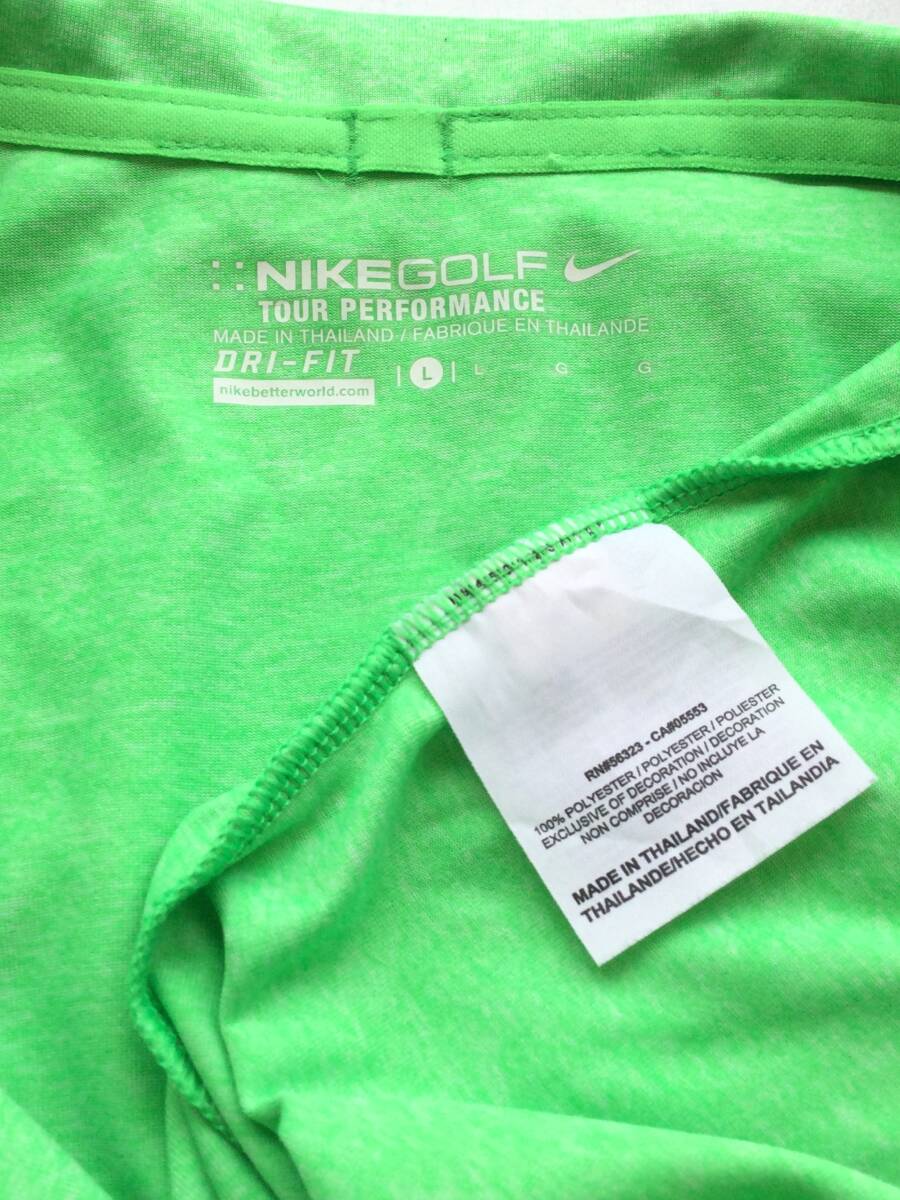 NIKEGOLF
TOUR PERFORMANCE
MADE IN THAILAND / FABRIQUE EN THAILANDE
DRI-FIT
nikebetterworld.com
| L | L G G
RN#56323 - CA#05553
100% POLYESTER / POLYESTER / POLIESTER
EXCLUSIVE OF DECORATION / DECORATION
NON COMPRISE / NO INCLUYE LA
DECORACION
MADE IN THAILAND/FABRIQUE EN
THAILANDE/HECHO EN TAILANDIA